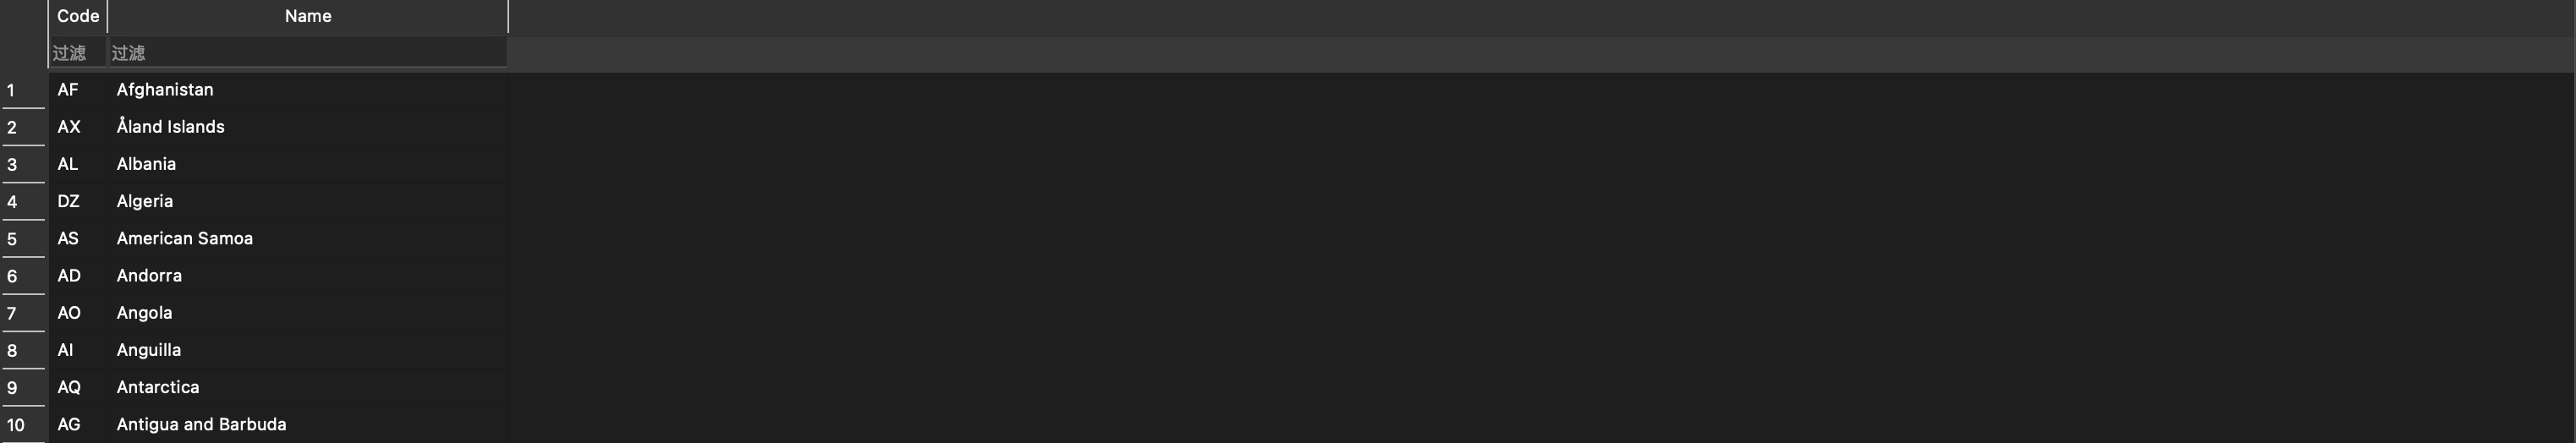 Code Name
过滤 过滤
1 AF Afghanistan
2 AX Åland Islands
3 AL Albania
4 DZ Algeria
5 AS American Samoa
6 AD Andorra
7 AO Angola
8 AI Anguilla
9 AQ Antarctica
10 AG Antigua and Barbuda